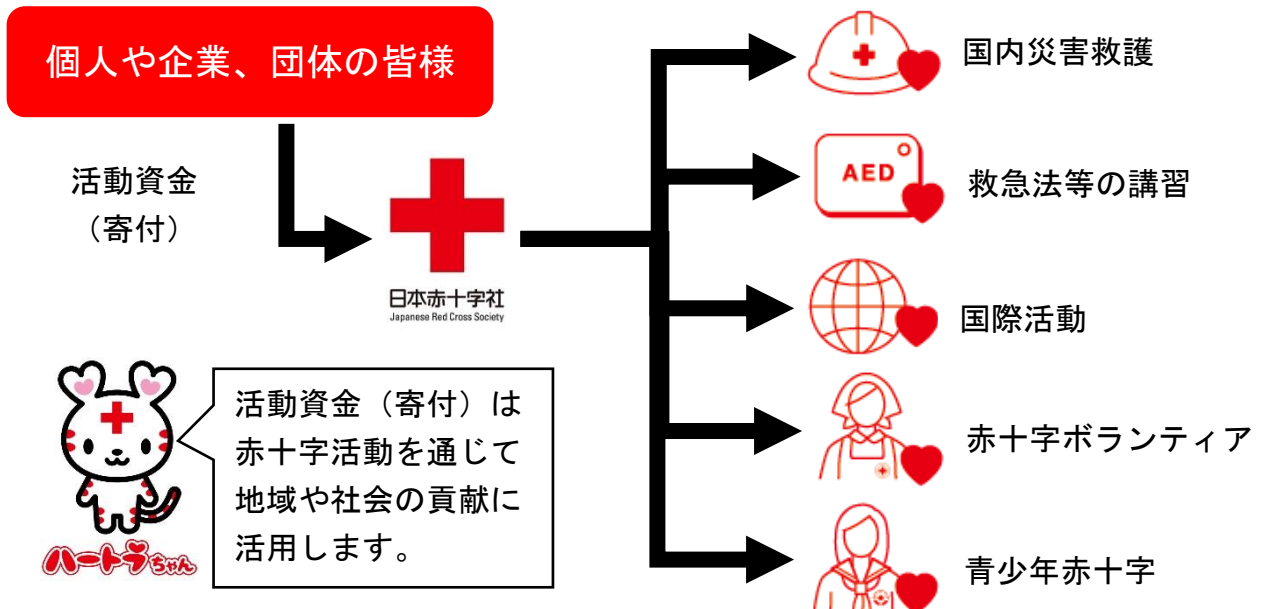 個人や企業、団体の皆様
活動資金
（寄付）
日本赤十字社
Japanese Red Cross Society
ハートラちゃん
活動資金（寄付）は
赤十字活動を通じて
地域や社会の貢献に
活用します。
国内災害救護
AED
救急法等の講習
国際活動
赤十字ボランティア
青少年赤十字